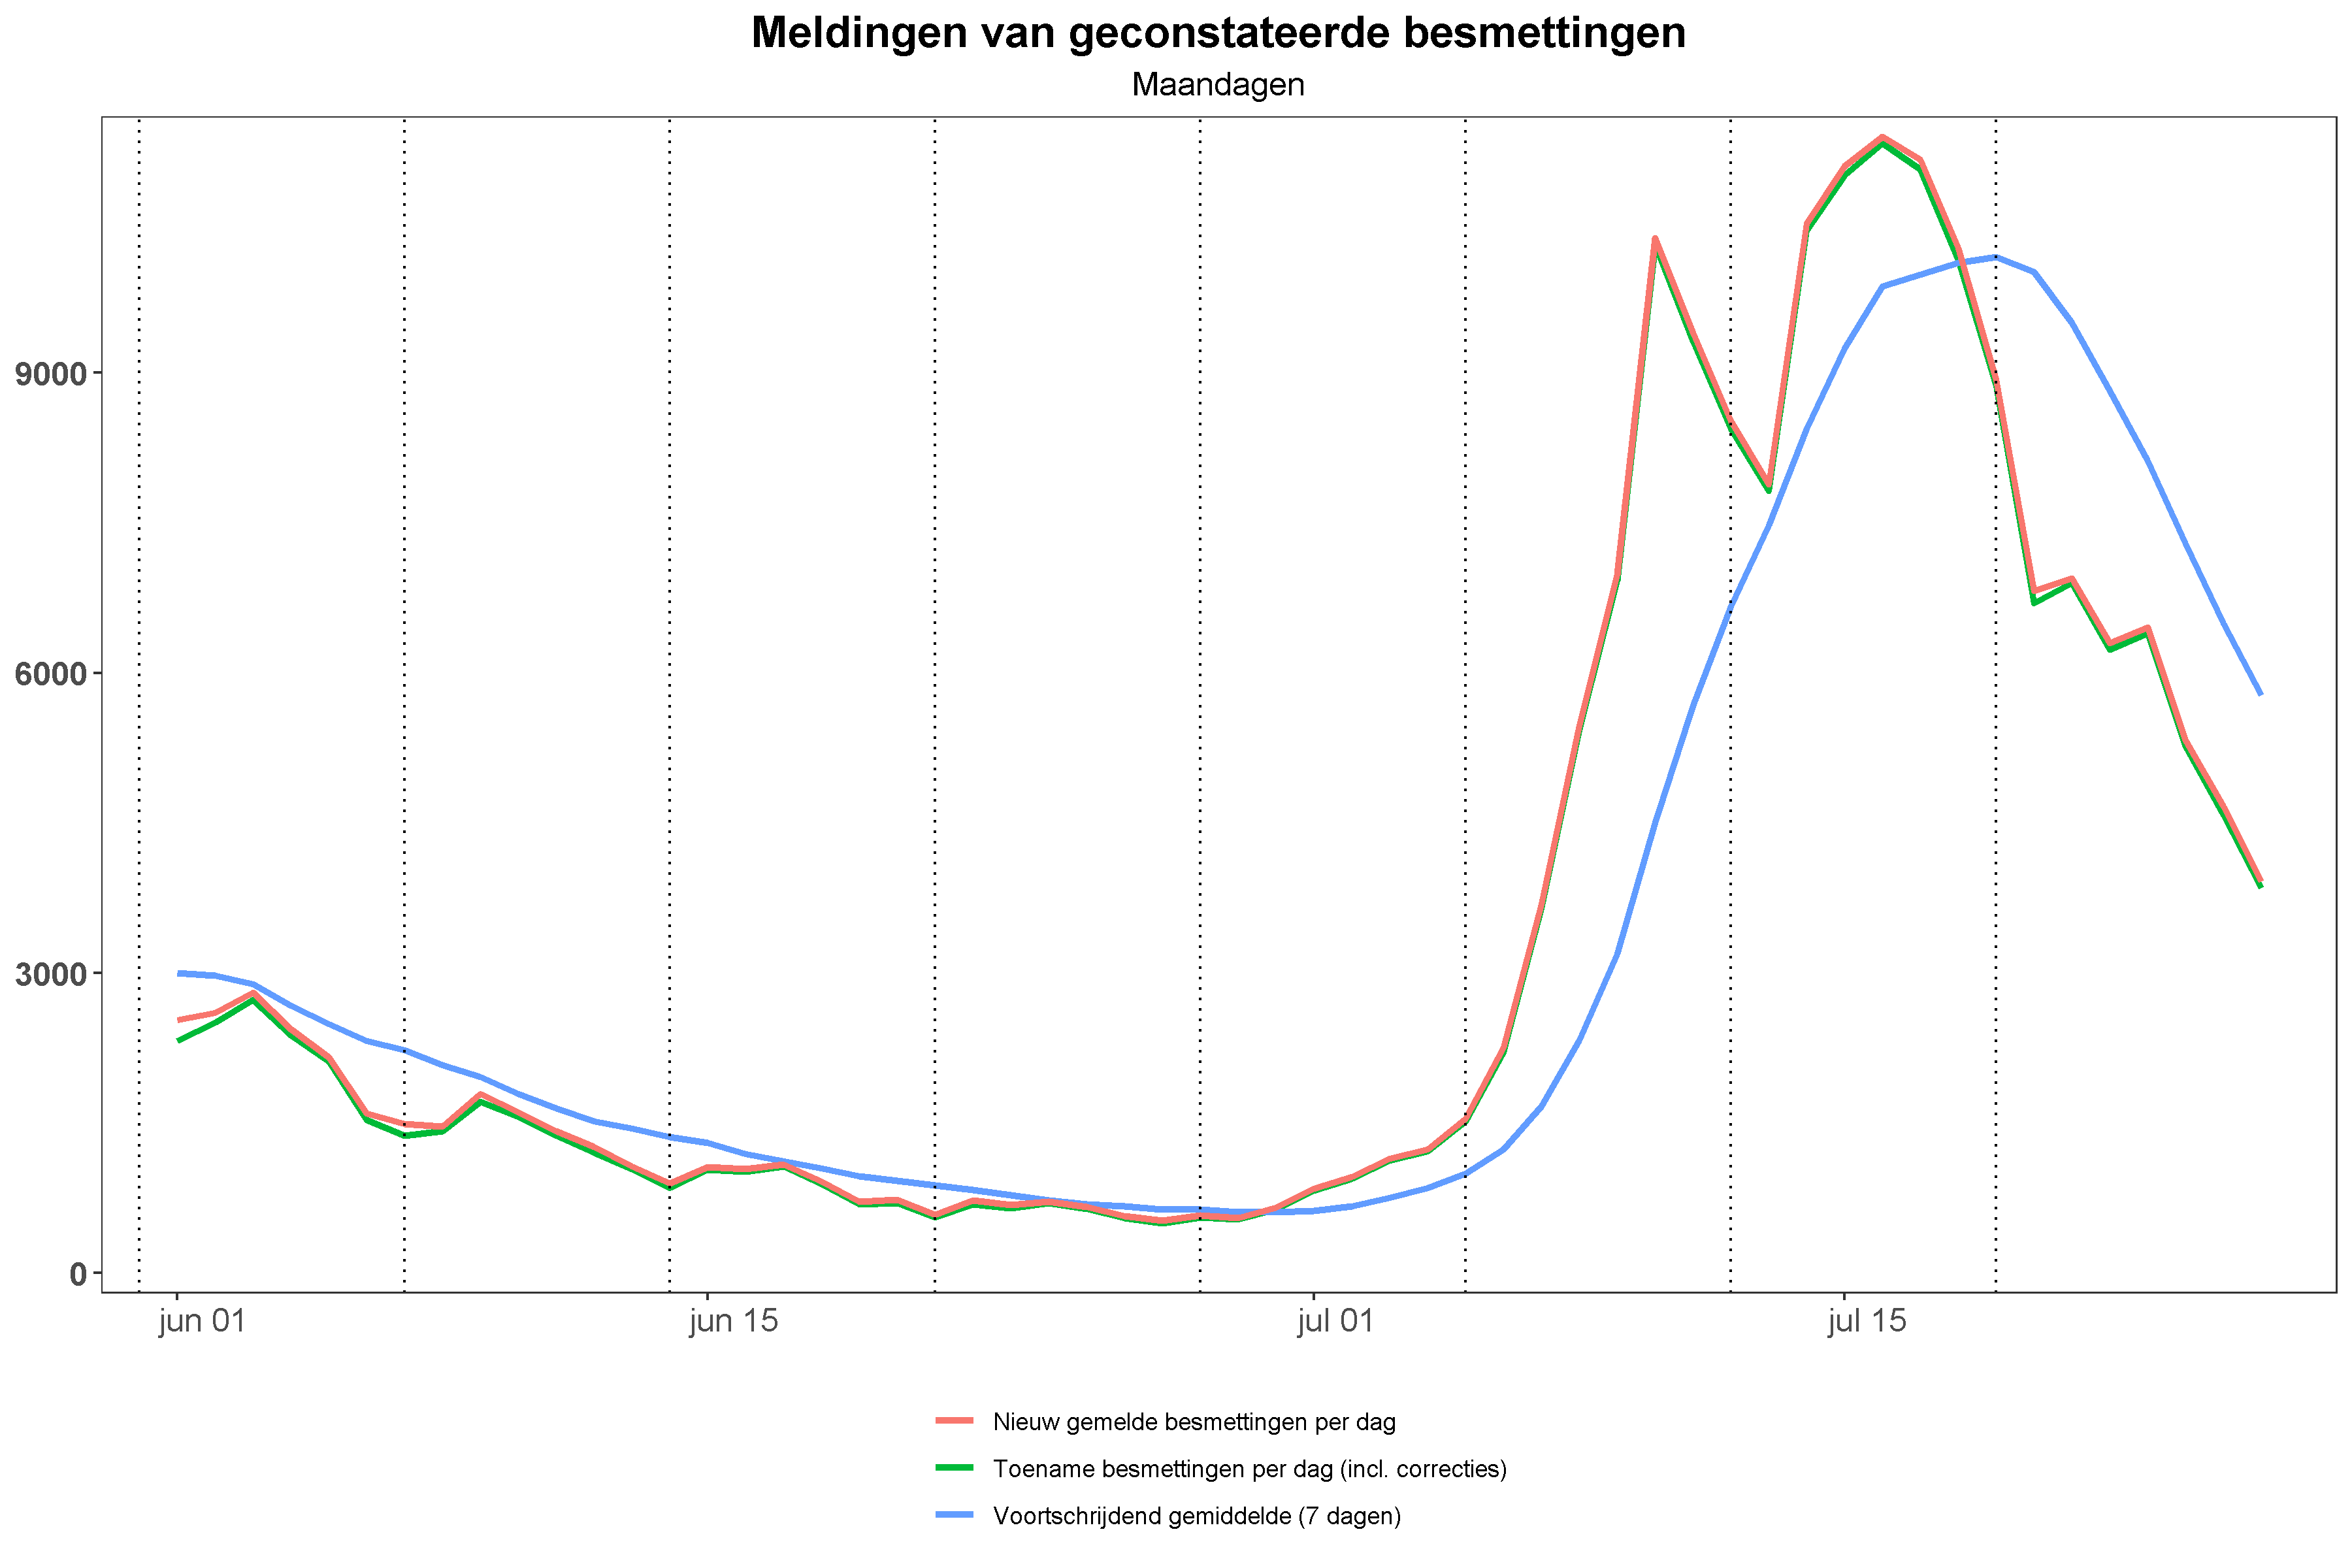 Meldingen van geconstateerde besmettingen
Maandagen
9000
6000
3000
0
jun 01
jun 15
jul 01
jul 15
Nieuw gemelde besmettingen per dag
Toename besmettingen per dag (incl. correcties)
Voortschrijdend gemiddelde (7 dagen)